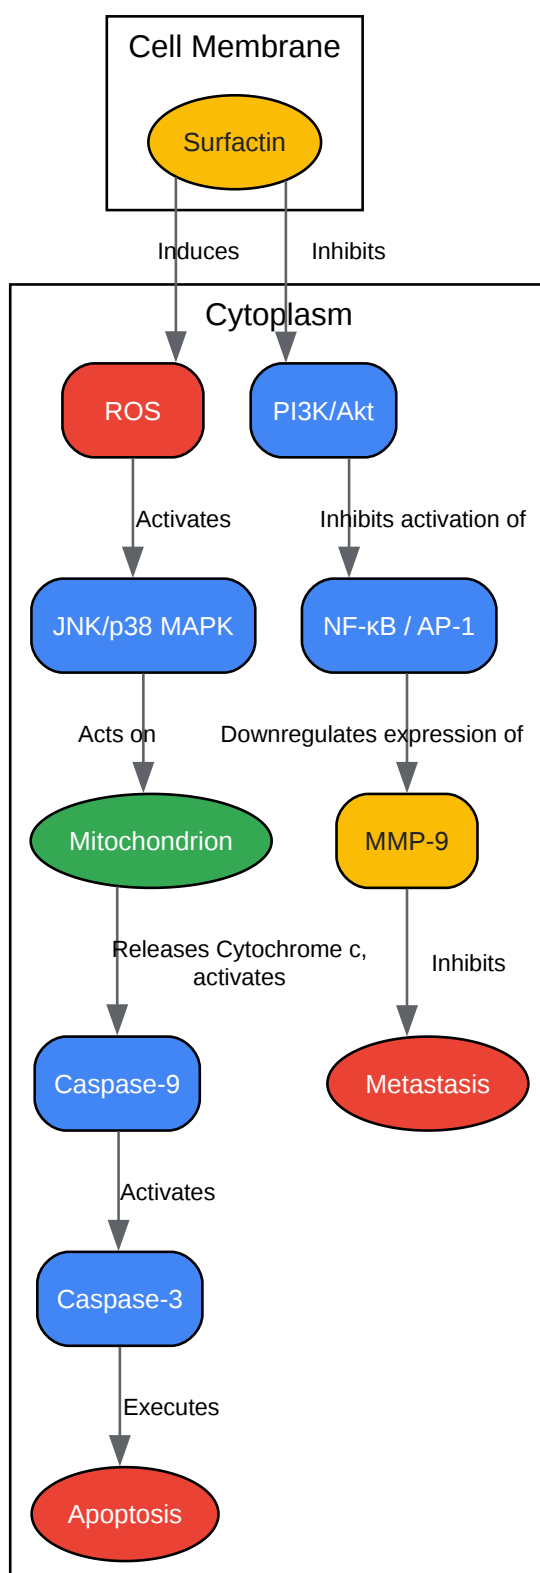 Cell Membrane
Surfactin
Induces
Inhibits
Cytoplasm
ROS
PI3K/Akt
Activates
Inhibits activation of
JNK/p38 MAPK
NF-κB / AP-1
Acts on
Downregulates expression of
Mitochondrion
MMP-9
Releases Cytochrome c,
activates
Inhibits
Caspase-9
Metastasis
Activates
Caspase-3
Executes
Apoptosis